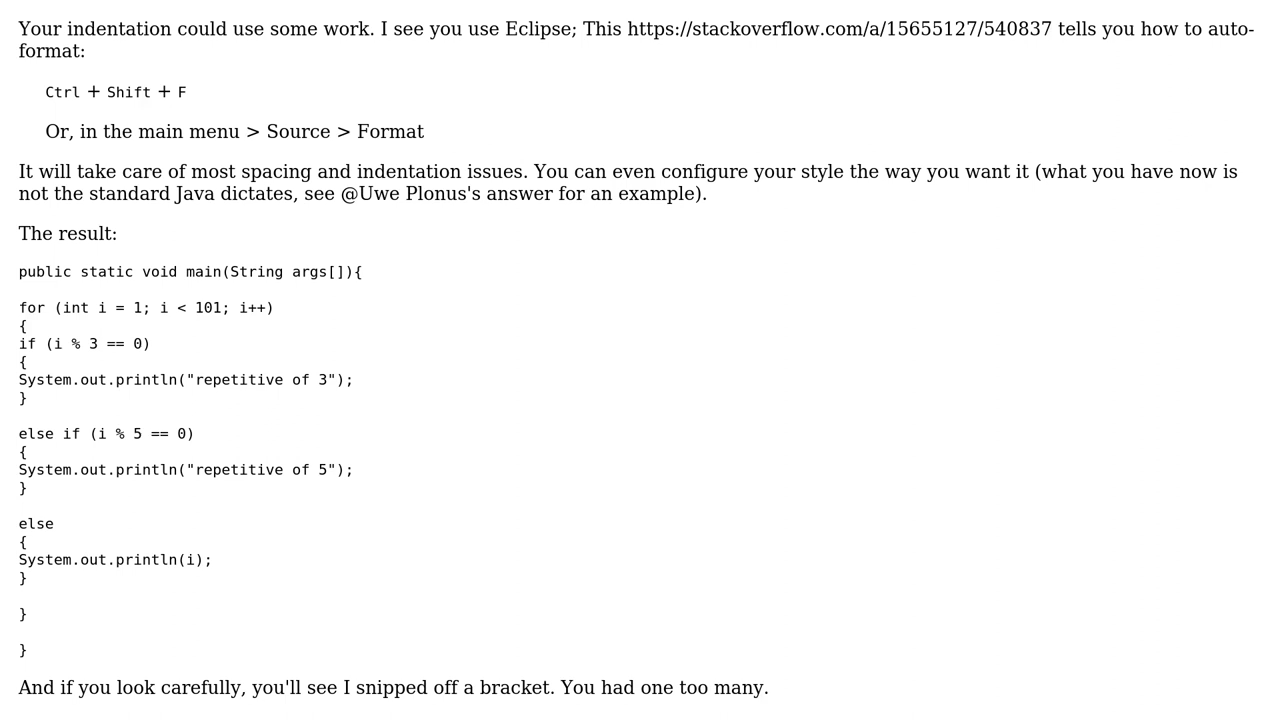 Your indentation could use some work. I see you use Eclipse; This https://stackoverflow.com/a/15655127/540837 tells you how to auto-
format:
Ctrl + Shift + F
Or, in the main menu > Source > Format
It will take care of most spacing and indentation issues. You can even configure your style the way you want it (what you have now is
not the standard Java dictates, see @Uwe Plonus's answer for an example).
The result:
public static void main(String args[]){
for (int i = 1; i < 101; i++)
{
if (i % 3 == 0)
{
System.out.println("repetitive of 3");
}
else if (i % 5 == 0)
{
System.out.println("repetitive of 5");
}
else
{
System.out.println(i);
}
}
}
And if you look carefully, you'll see I snipped off a bracket. You had one too many.